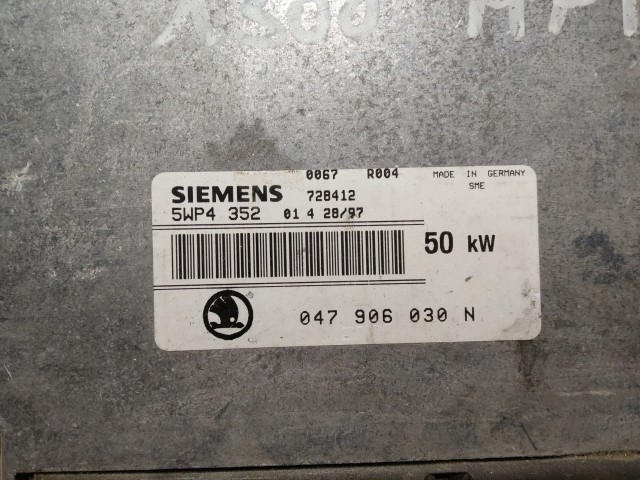 1300 MPI
0067 R004 MADE IN GERMANY
SIEMENS 728412 SME
5WP4 352 01 4 28/97
50 kW
047 906 030 N